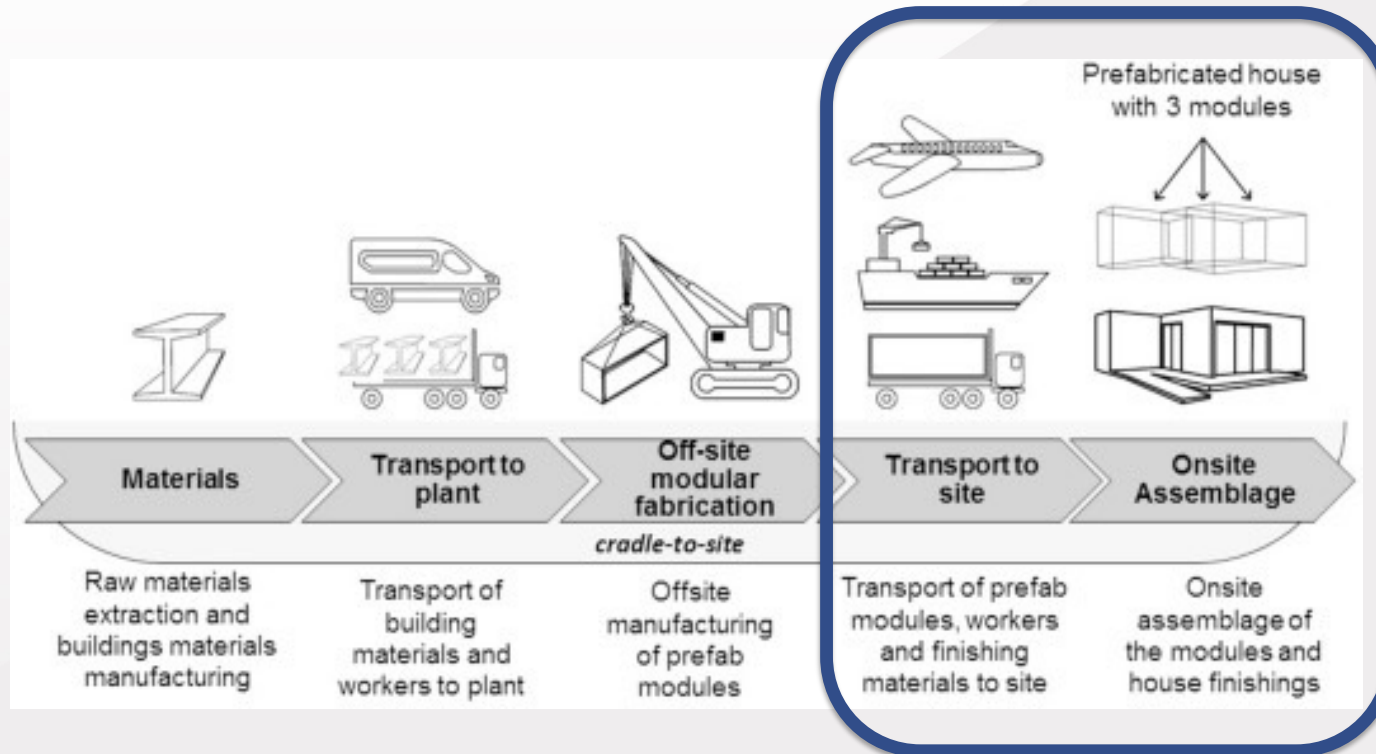 Prefabricated house
with 3 modules
Materials
Transport to
plant
Off-site
modular
fabrication
Transport to
site
Onsite
Assemblage
cradle-to-site
Raw materials
extraction and
buildings materials
manufacturing
Transport of
building
materials and
workers to plant
Offsite
manufacturing
of prefab
modules
Transport of prefab
modules, workers
and finishing
materials to site
Onsite
assemblage of
the modules and
house finishings